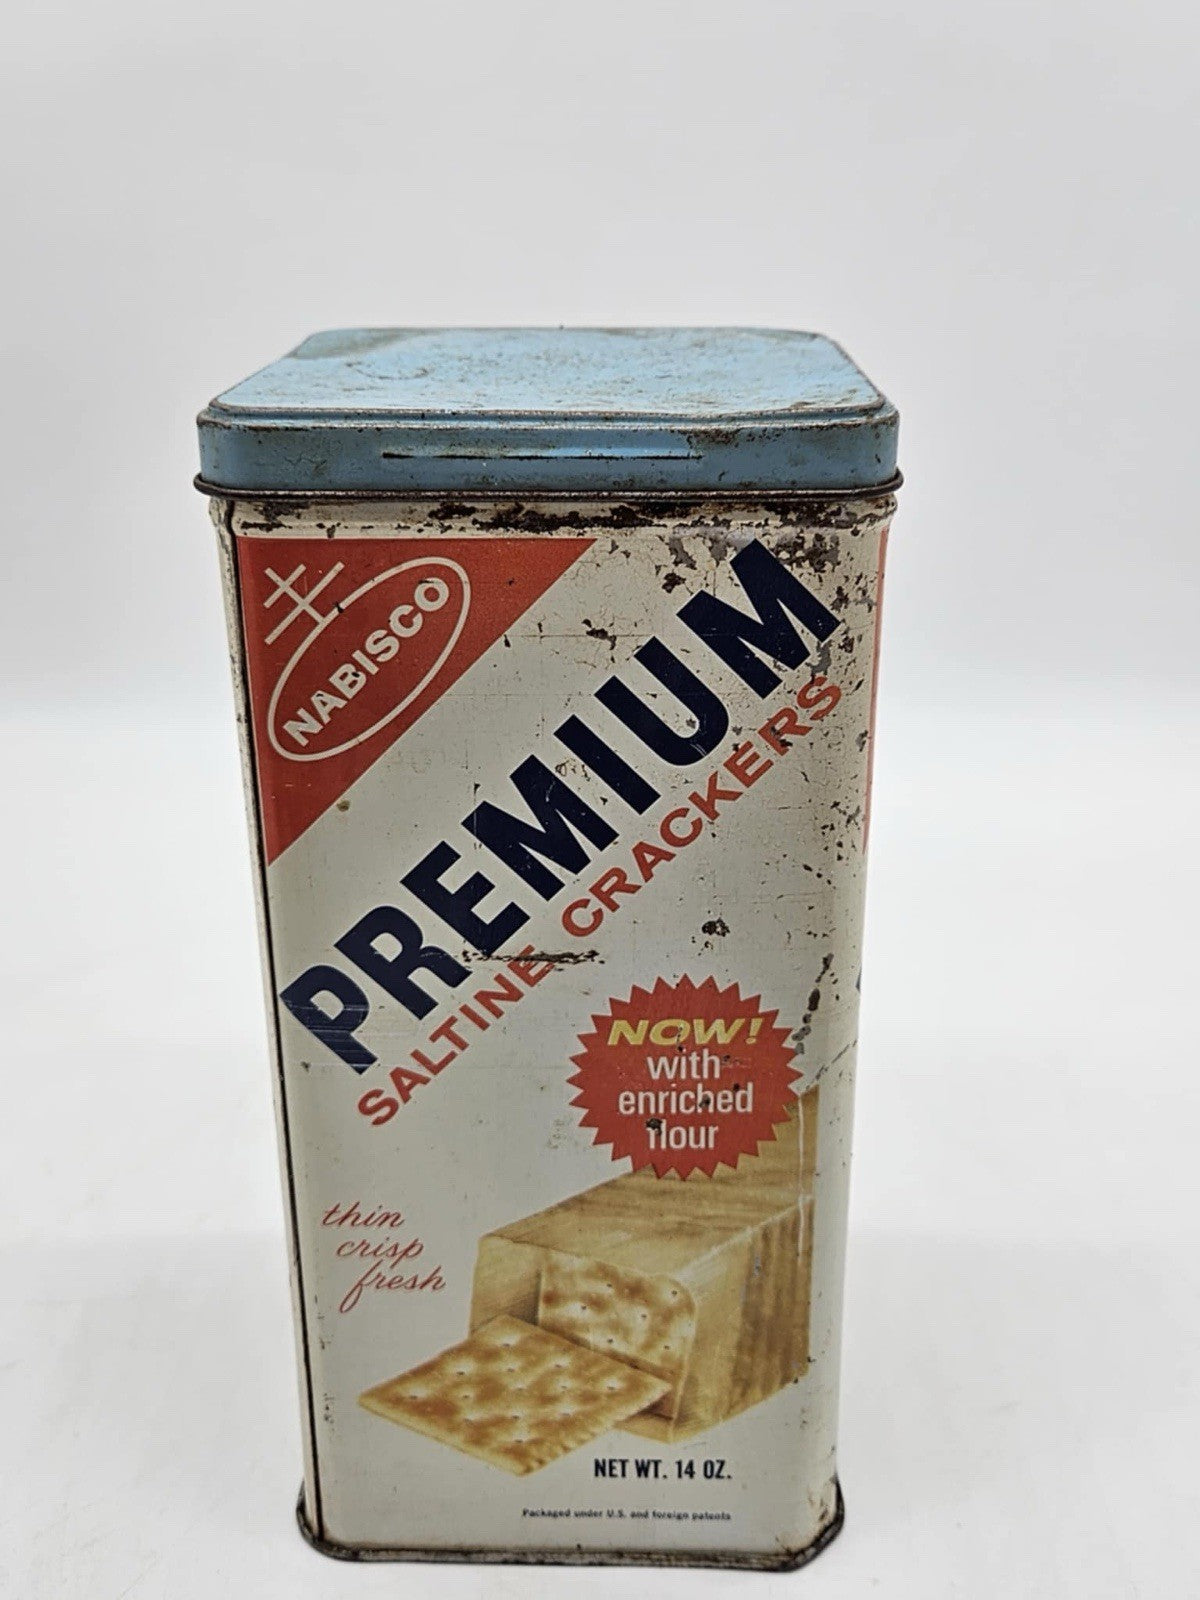 NABISCO
PREMIUM
SALTINE CRACKERS
NOW!
with
enriched
flour
thin
crisp
fresh
NET WT. 14 OZ.
Packaged under U.S. and foreign patents